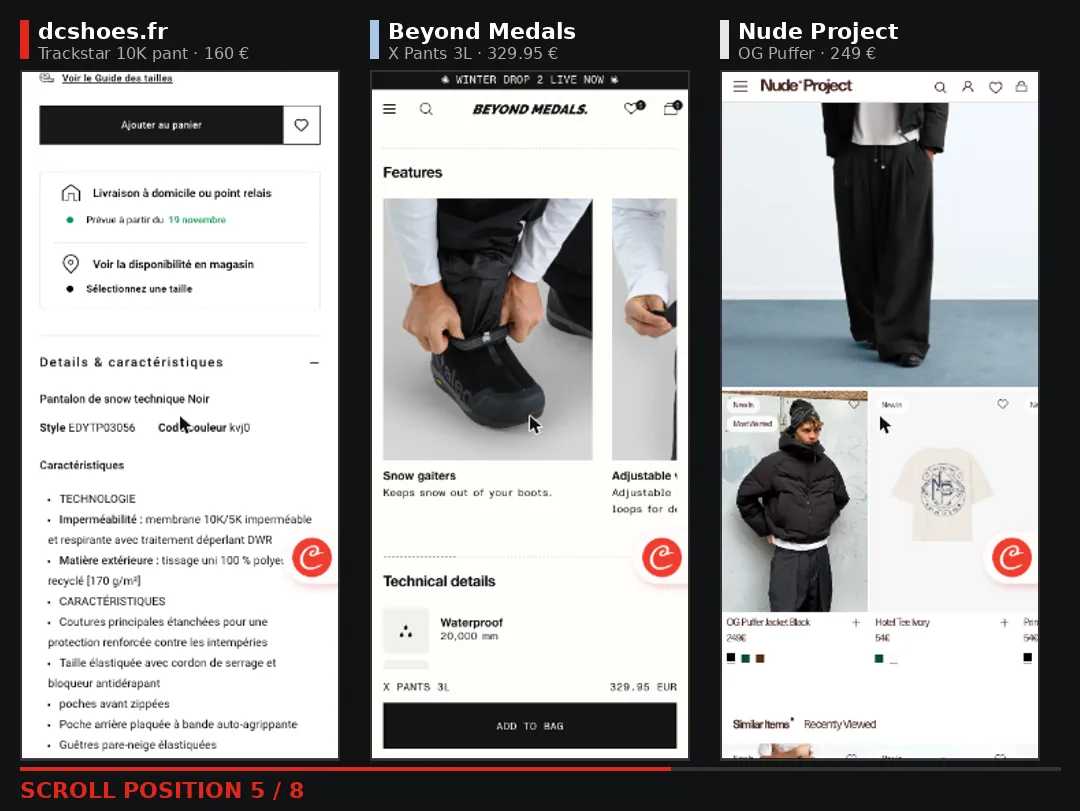 dcshoes.fr
Trackstar 10K pant · 160 €
Voir le Guide des tailles
Ajouter au panier
Livraison à domicile ou point relais
Prévue à partir du 19 novembre
Voir la disponibilité en magasin
Sélectionnez une taille
Details & caractéristiques
Pantalon de snow technique Noir
Style EDYTP03056 Code couleur kvj0
Caractéristiques
TECHNOLOGIE
Imperméabilité : membrane 10K/5K imperméable
et respirante avec traitement déperlant DWR
Matière extérieure : tissage uni 100 %
recyclé [170 g/m²]
CARACTÉRISTIQUES
Coutures principales étanchées pour une
protection renforcée contre les intempéries
Taille élastiquée avec cordon de serrage et
bloqueur antidérapant
poches avant zippées
Poche arrière plaquée à bande auto-agrippante
Guêtres pare-neige élastiquées
Beyond Medals
X Pants 3L · 329.95 €
WINTER DROP 2 LIVE NOW
BEYOND MEDALS.
0
1
Features
Snow gaiters
Keeps snow out of your boots.
Adjustable
Adjustable
loops for
Technical details
Waterproof
20,000 mm
X PANTS 3L 329.95 EUR
ADD TO BAG
Nude Project
OG Puffer · 249 €
Nude Project
New In
Most Wanted
New In
OG Puffer Jacket Black
249€
Hotel Tee Ivory
54€
Similar Items Recently Viewed
SCROLL POSITION 5 / 8